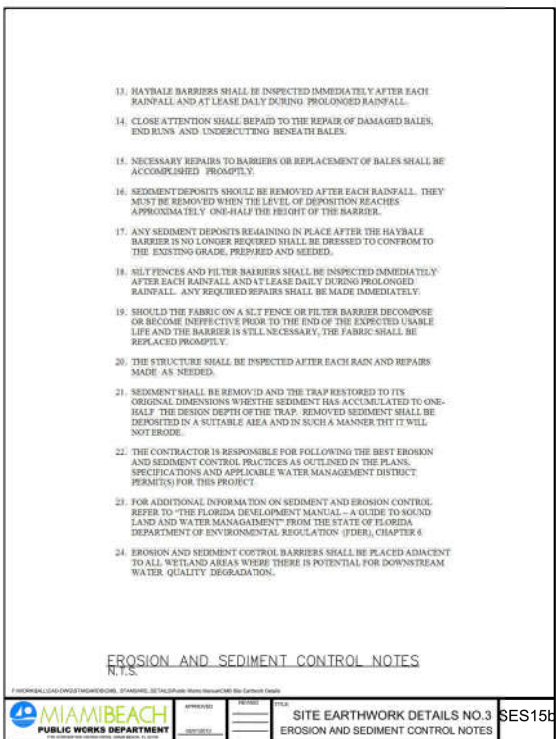 13. HAYBALE BARRIERS SHALL BE INSPECTED IMMEDIATELY AFTER EACH
RAINFALL AND AT LEASE DAILY DURING PROLONGED RAINFALL.
14. CLOSE ATTENTION SHALL BEPAID TO THE REPAIR OF DAMAGED BALES,
END RUNS AND UNDERCUTTING BENEATH BALES.
15. NECESSARY REPAIRS TO BARRIERS OR REPLACEMENT OF BALES SHALL BE
ACCOMPLISHED PROMPTLY.
16. SEDIMENT DEPOSITS SHOULD BE REMOVED AFTER EACH RAINFALL. THEY
MUST BE REMOVED WHEN THE LEVEL OF DEPOSITION REACHES
APPROXIMATELY ONE-HALF THE HEIGHT OF THE BARRIER.
17. ANY SEDIMENT DEPOSITS REMAINING IN PLACE AFTER THE HAYBALE
BARRIER IS NO LONGER REQUIRED SHALL BE DRESSED TO CONFROM TO
THE EXISTING GRADE, PREPARED AND SEEDED.
18. SILT FENCES AND FILTER BARRIERS SHALL BE INSPECTED IMMEDIATELY
AFTER EACH RAINFALL AND AT LEASE DAILY DURING PROLONGED
RAINFALL. ANY REQUIRED REPAIRS SHALL BE MADE IMMEDIATELY.
19. SHOULD THE FABRIC ON A SILT FENCE OR FILTER BARRIER DECOMPOSE
OR BECOME INEFFECTIVE PRIOR TO THE END OF THE EXPECTED USABLE
LIFE AND THE BARRIER IS STILL NECESSARY, THE FABRIC SHALL BE
REPLACED PROMPTLY.
20. THE STRUCTURE SHALL BE INSPECTED AFTER EACH RAIN AND REPAIRS
MADE AS NEEDED.
21. SEDIMENT SHALL BE REMOVED AND THE TRAP RESTORED TO ITS
ORIGINAL DIMENSIONS WHEN THE SEDIMENT HAS ACCUMULATED TO ONE-
HALF THE DESIGN DEPTH OF THE TRAP. REMOVED SEDIMENT SHALL BE
DEPOSITED IN A SUITABLE AREA AND IN SUCH A MANNER THT IT WILL
NOT ERODE.
22. THE CONTRACTOR IS RESPONSIBLE FOR FOLLOWING THE BEST EROSION
AND SEDIMENT CONTROL PRACTICES AS OUTLINED IN THE PLANS,
SPECIFICATIONS AND APPLICABLE WATER MANAGEMENT DISTRICT
PERMIT(S) FOR THIS PROJECT
23. FOR ADDITIONAL INFORMATION ON SEDIMENT AND EROSION CONTROL
REFER TO "THE FLORIDA DEVELOPMENT MANUAL – A GUIDE TO SOUND
LAND AND WATER MANAGAIMENT" FROM THE STATE OF FLORIDA
DEPARTMENT OF ENVIRONMENTAL REGULATION (FDER), CHAPTER 6
24. EROSION AND SEDIMENT CONTROL BARRIERS SHALL BE PLACED ADJACENT
TO ALL WETLAND AREAS WHERE THERE IS POTENTIAL FOR DOWNSTREAM
WATER QUALITY DEGRADATION.
EROSION AND SEDIMENT CONTROL NOTES
N.T.S.
MIAMIBEACH
PUBLIC WORKS DEPARTMENT
APPROVED
REVISED
TITLE:
SITE EARTHWORK DETAILS NO.3
EROSION AND SEDIMENT CONTROL NOTES
SES15b